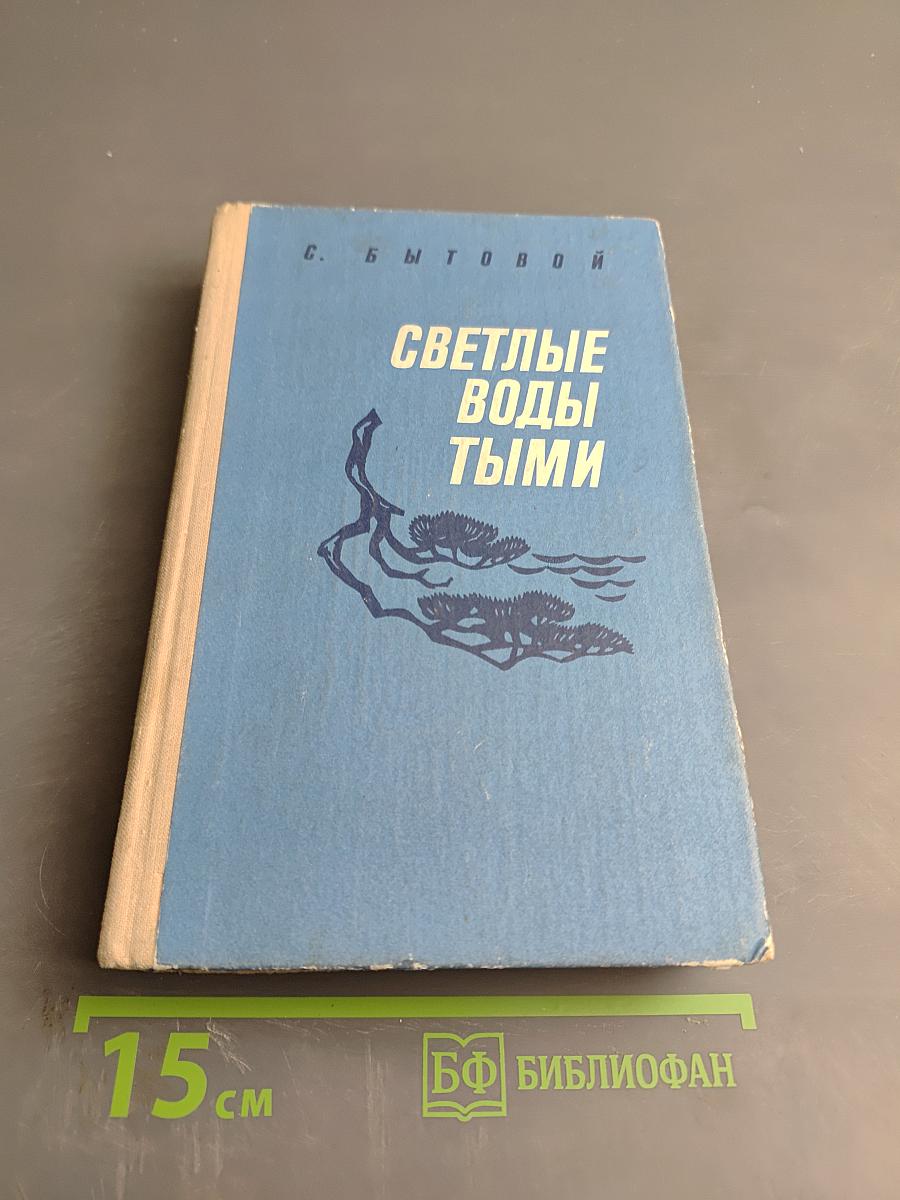 С. БЫТОВОЙ
СВЕТЛЫЕ
ВОДЫ
ТЫМИ
15 см
БФ БИБЛИОФАН